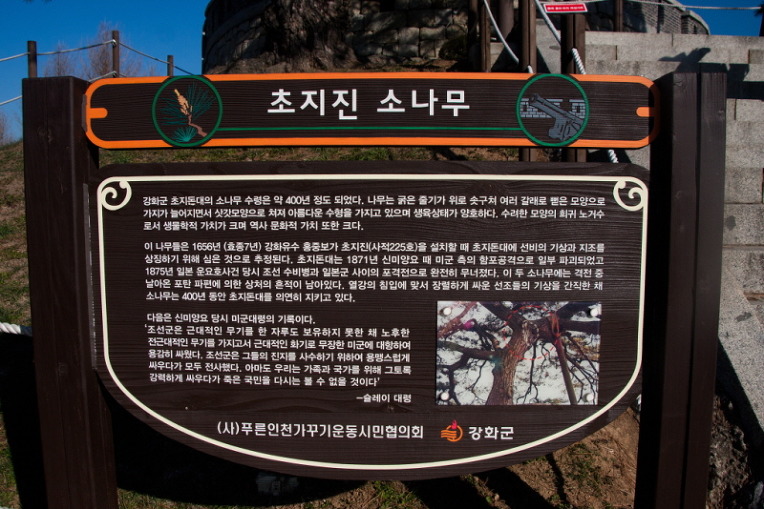 초지진 소나무
강화군 초지돈대의 소나무 수령은 약 400년 정도 되었다. 나무는 굵은 줄기가 위로 솟구쳐 여러 갈래로 뻗은 모양으로
가지가 늘어지면서 삿갓모양으로 쳐져 아름다운 수형을 가지고 있으며 생육상태가 양호하다. 수려한 모양의 희귀 노거수
로서 생물학적 가치가 크며 역사 문화적 가치 또한 크다.
이 나무들은 1656년 (효종7년) 강화유수 홍중보가 초지진(사적225호)을 설치할 때 초지돈대에 선비의 기상과 지조를
상징하기 위해 심은 것으로 추정된다. 초지돈대는 1871년 신미양요 때 미군 측의 함포공격으로 일부 파괴되었고
1875년 일본 운요호사건 당시 조선 수비병과 일본군 사이의 포격전으로 완전히 무너졌다. 이 두 소나무에는 격전 중
날아온 포탄 파편에 의한 상처의 흔적이 남아있다. 열강의 침입에 맞서 장렬하게 싸운 선조들의 기상을 간직한 채
소나무는 400년 동안 초지돈대를 의연히 지키고 있다.
다음은 신미양요 당시 미군대령의 기록이다.
'조선군은 근대적인 무기를 한 자루도 보유하지 못한 채 노후한
전근대적인 무기를 가지고서 근대적인 화기로 무장한 미군에 대항하여
용감히 싸웠다. 조선군은 그들의 진지를 사수하기 위하여 용맹스럽게
싸우다가 모두 전사했다. 아마도 우리는 가족과 국가를 위해 그토록
강력하게 싸우다가 죽은 국민을 다시는 볼 수 없을 것이다'
-슐레이 대령
(사)푸른인천가꾸기운동시민협의회 강화군